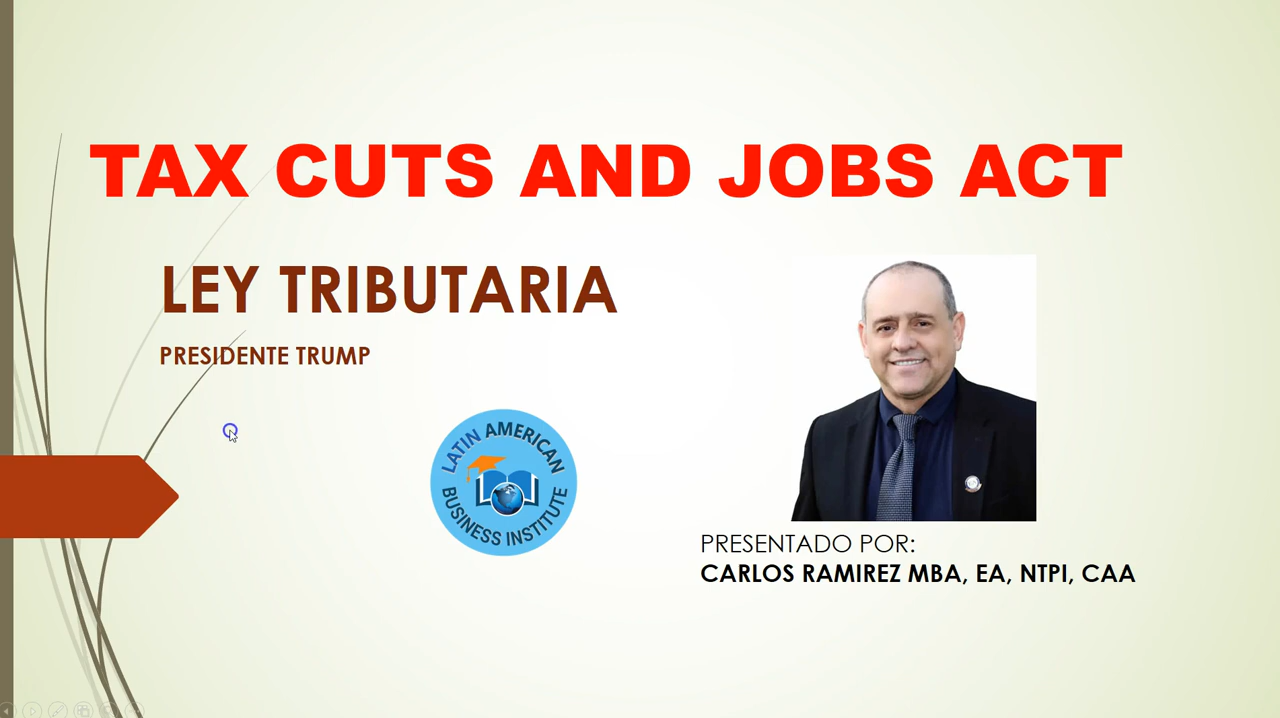 TAX CUTS AND JOBS ACT
LEY TRIBUTARIA
PRESIDENTE TRUMP
LATIN AMERICAN
BUSINESS INSTITUTE
PRESENTADO POR:
CARLOS RAMIREZ MBA, EA, NTPI, CAA